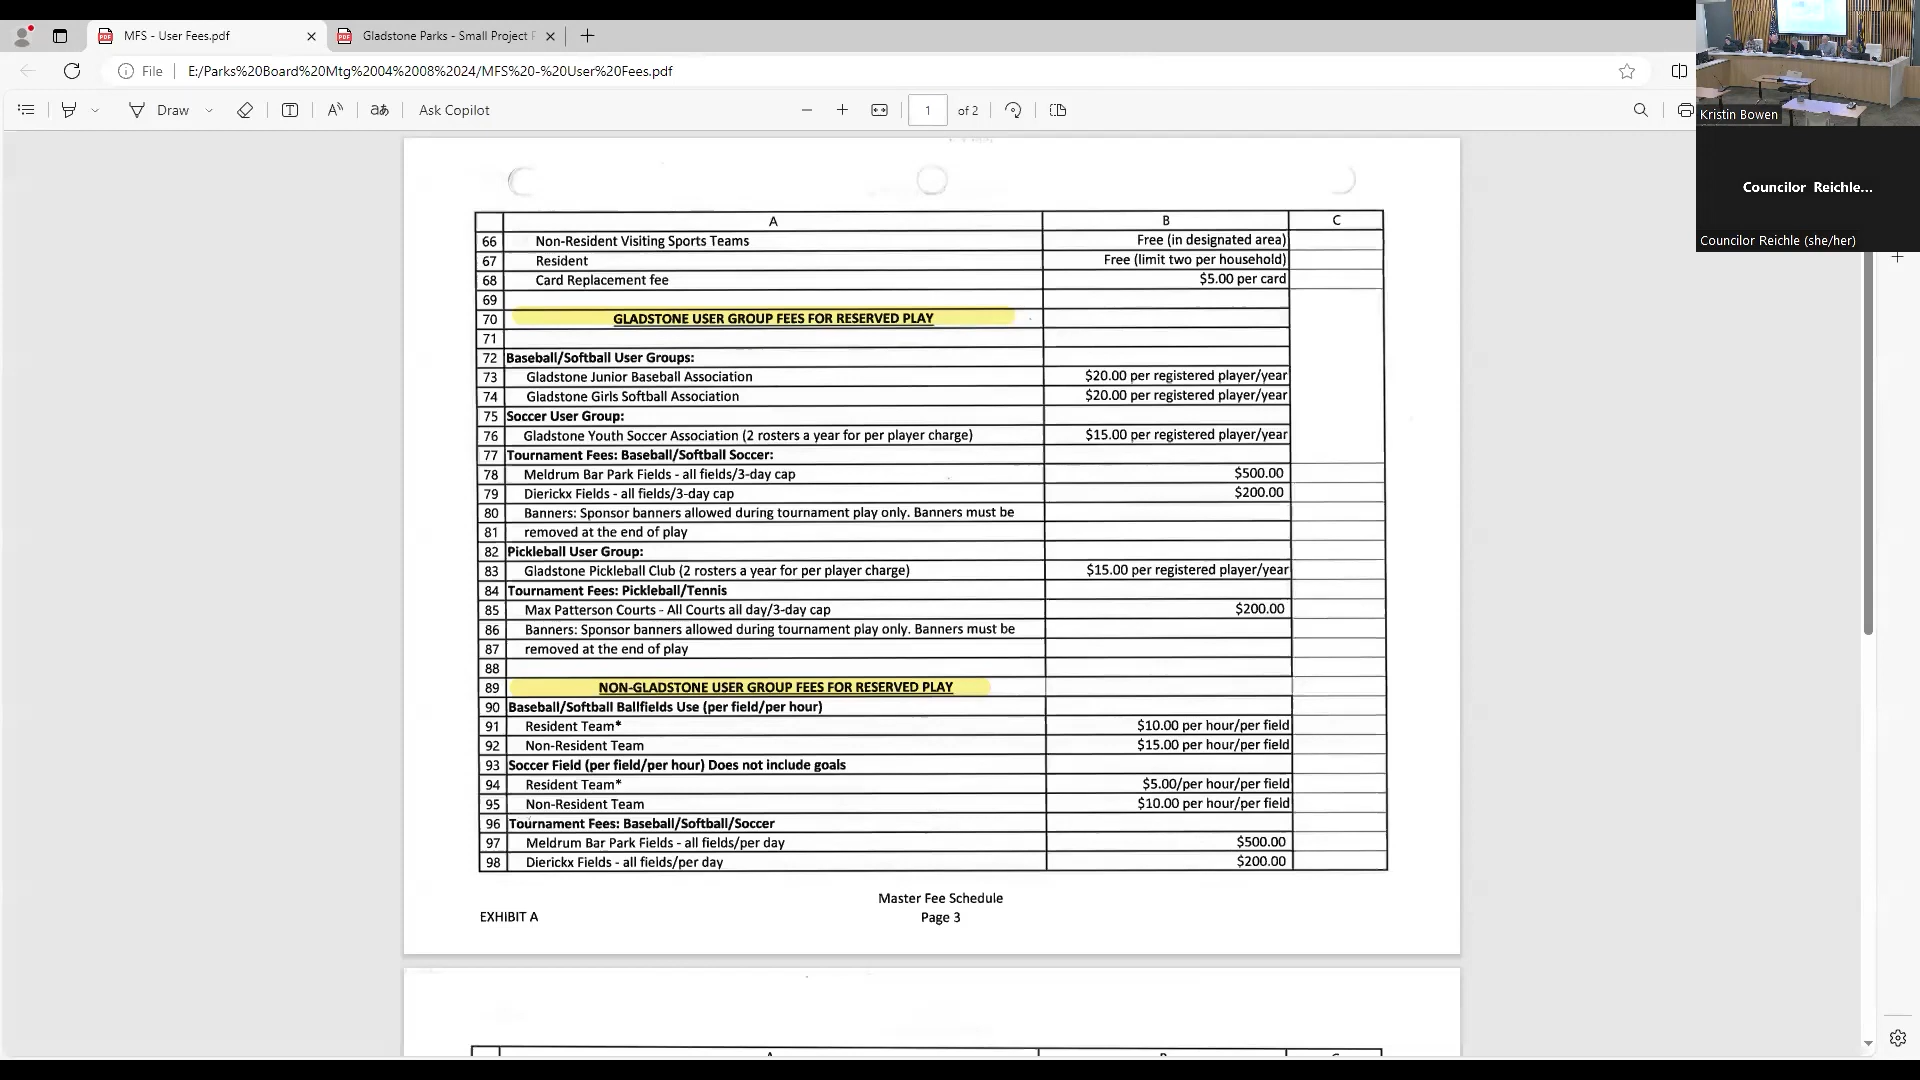 MFS - User Fees.pdf
Gladstone Parks - Small Project
File
E:/Parks%20Board%20Mtg%2004%2008%2024/MFS%20-%20User%20Fees.pdf
Draw
Ask Copilot
1 of 2
Kristin Bowen
Councilor Reichle...
Councilor Reichle (she/her)
A B C
66 Non-Resident Visiting Sports Teams Free (in designated area)
67 Resident Free (limit two per household)
68 Card Replacement fee $5.00 per card
69
70 GLADSTONE USER GROUP FEES FOR RESERVED PLAY
71
72 Baseball/Softball User Groups:
73 Gladstone Junior Baseball Association $20.00 per registered player/year
74 Gladstone Girls Softball Association $20.00 per registered player/year
75 Soccer User Group:
76 Gladstone Youth Soccer Association (2 rosters a year for per player charge) $15.00 per registered player/year
77 Tournament Fees: Baseball/Softball Soccer:
78 Meldrum Bar Park Fields - all fields/3-day cap $500.00
79 Dierickx Fields - all fields/3-day cap $200.00
80 Banners: Sponsor banners allowed during tournament play only. Banners must be
81 removed at the end of play
82 Pickleball User Group:
83 Gladstone Pickleball Club (2 rosters a year for per player charge) $15.00 per registered player/year
84 Tournament Fees: Pickleball/Tennis
85 Max Patterson Courts - All Courts all day/3-day cap $200.00
86 Banners: Sponsor banners allowed during tournament play only. Banners must be
87 removed at the end of play
88
89 NON-GLADSTONE USER GROUP FEES FOR RESERVED PLAY
90 Baseball/Softball Ballfields Use (per field/per hour)
91 Resident Team* $10.00 per hour/per field
92 Non-Resident Team $15.00 per hour/per field
93 Soccer Field (per field/per hour) Does not include goals
94 Resident Team* $5.00/per hour/per field
95 Non-Resident Team $10.00 per hour/per field
96 Tournament Fees: Baseball/Softball/Soccer
97 Meldrum Bar Park Fields - all fields/per day $500.00
98 Dierickx Fields - all fields/per day $200.00
Master Fee Schedule
EXHIBIT A Page 3